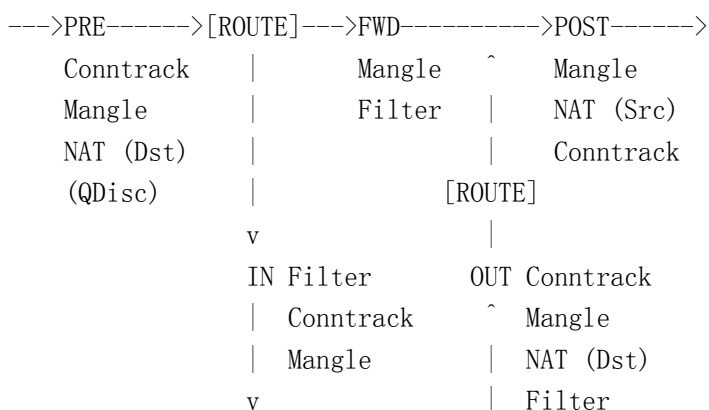 --->PRE------>[ROUTE]--->FWD---------->POST------>
Conntrack | Mangle ^ Mangle
Mangle | Filter | NAT (Src)
NAT (Dst) | | Conntrack
(QDisc) | [ROUTE]
v |
IN Filter OUT Conntrack
| Conntrack ^ Mangle
| Mangle | NAT (Dst)
v | Filter